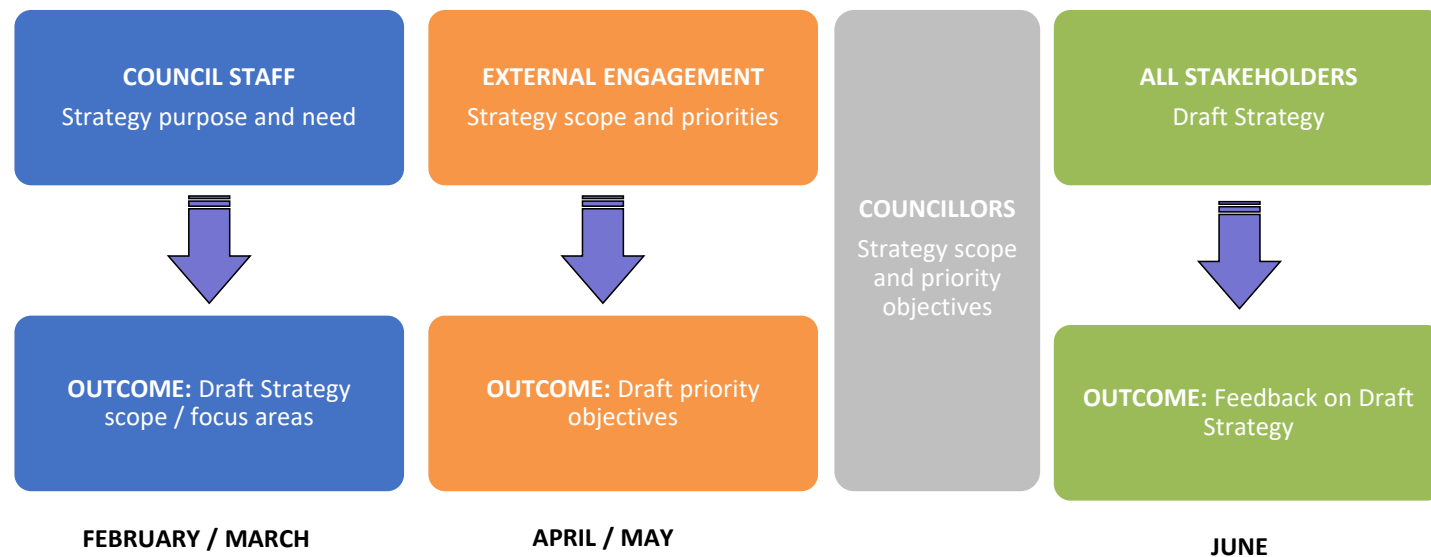 COUNCIL STAFF
Strategy purpose and need
OUTCOME: Draft Strategy
scope / focus areas
FEBRUARY / MARCH
EXTERNAL ENGAGEMENT
Strategy scope and priorities
OUTCOME: Draft priority
objectives
APRIL / MAY
COUNCILLORS
Strategy scope
and priority
objectives
ALL STAKEHOLDERS
Draft Strategy
OUTCOME: Feedback on Draft
Strategy
JUNE